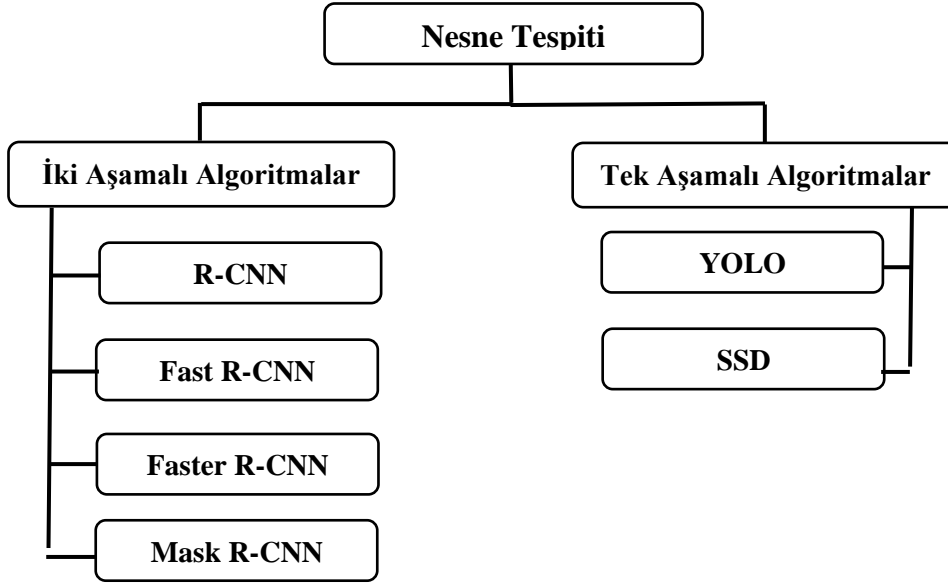 Nesne Tespiti
İki Aşamalı Algoritmalar
R-CNN
Fast R-CNN
Faster R-CNN
Mask R-CNN
Tek Aşamalı Algoritmalar
YOLO
SSD